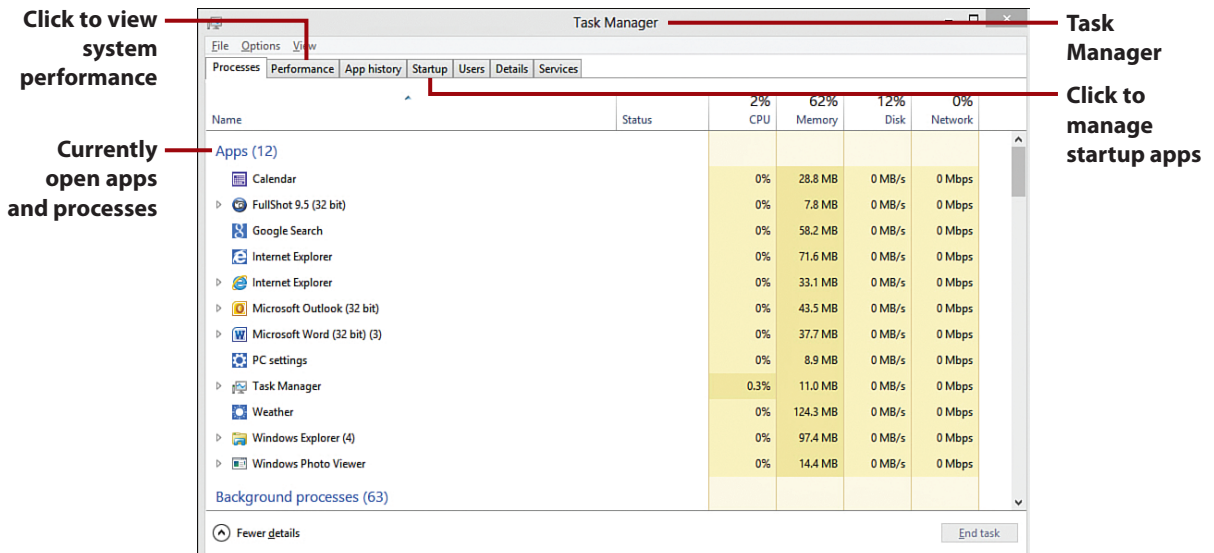 Click to view
system
performance
Currently
open apps
and processes
Task
Manager
Click to
manage
startup apps
Task Manager
File Options View
Processes Performance App history Startup Users Details Services
2% 62% 12% 0%
Name Status CPU Memory Disk Network
Apps (12)
Calendar 0% 28.8 MB 0 MB/s 0 Mbps
FullShot 9.5 (32 bit) 0% 7.8 MB 0 MB/s 0 Mbps
Google Search 0% 58.2 MB 0 MB/s 0 Mbps
Internet Explorer 0% 71.6 MB 0 MB/s 0 Mbps
Internet Explorer 0% 33.1 MB 0 MB/s 0 Mbps
Microsoft Outlook (32 bit) 0% 43.5 MB 0 MB/s 0 Mbps
Microsoft Word (32 bit) (3) 0% 37.7 MB 0 MB/s 0 Mbps
PC settings 0% 8.9 MB 0 MB/s 0 Mbps
Task Manager 0.3% 11.0 MB 0 MB/s 0 Mbps
Weather 0% 124.3 MB 0 MB/s 0 Mbps
Windows Explorer (4) 0% 97.4 MB 0 MB/s 0 Mbps
Windows Photo Viewer 0% 14.4 MB 0 MB/s 0 Mbps
Background processes (63)
Fewer details End task